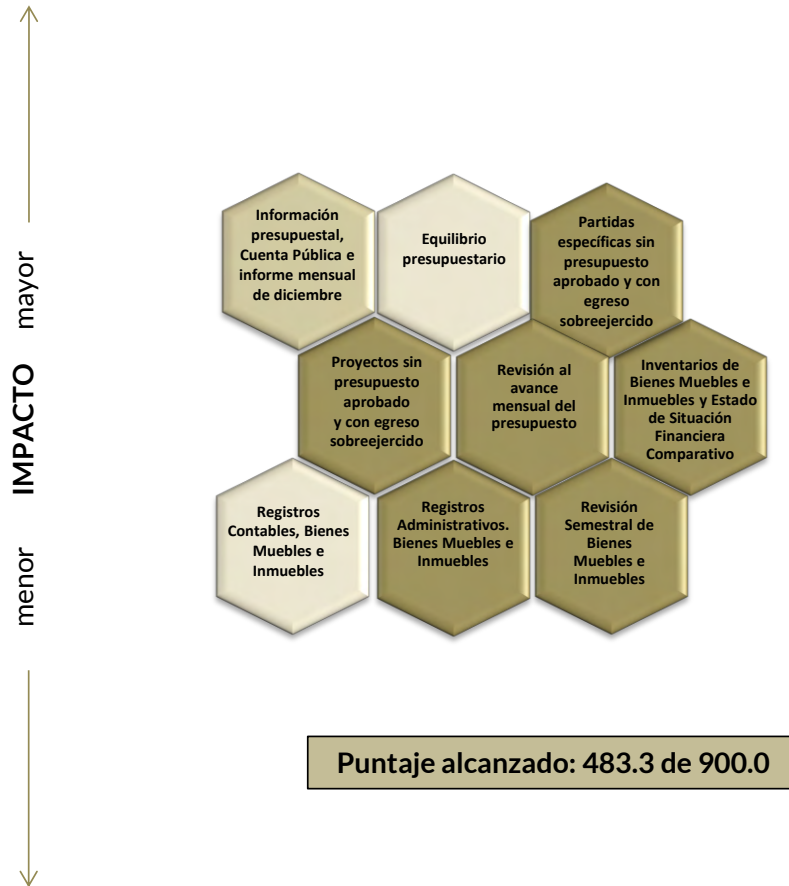 mayor
IMPACTO
menor
Información
presupuestal,
Cuenta Pública e
informe mensual
de diciembre
Equilibrio
presupuestario
Partidas
específicas sin
presupuesto
aprobado y con
egreso
sobreejercido
Proyectos sin
presupuesto
aprobado
y con egreso
sobreejercido
Revisión al
avance
mensual del
presupuesto
Inventarios de
Bienes Muebles e
Inmuebles y Estado
de Situación
Financiera
Comparativo
Registros
Contables, Bienes
Muebles e
Inmuebles
Registros
Administrativos.
Bienes Muebles e
Inmuebles
Revisión
Semestral de
Bienes
Muebles e
Inmuebles
Puntaje alcanzado: 483.3 de 900.0